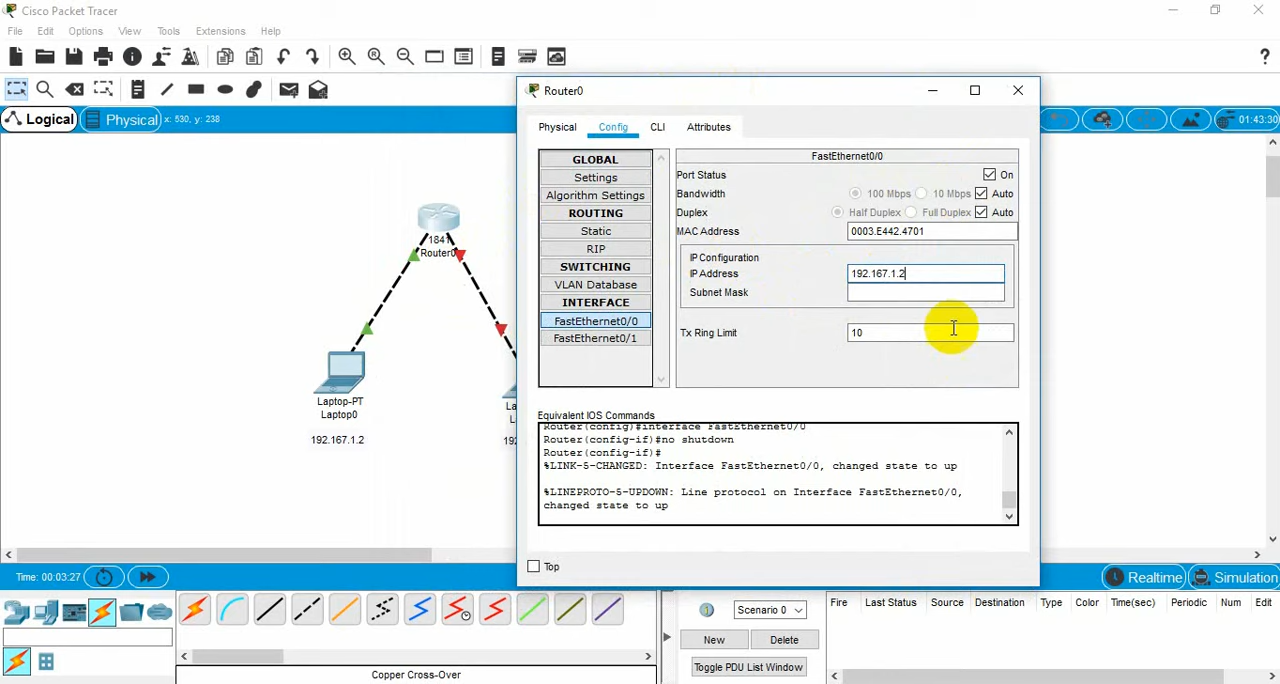 Cisco Packet Tracer
File Edit Options View Tools Extensions Help
?
Logical Physical x: 530, y: 238
01:43:30
Router0
Physical Config CLI Attributes
GLOBAL
Settings
Algorithm Settings
ROUTING
Static
RIP
SWITCHING
VLAN Database
INTERFACE
FastEthernet0/0
FastEthernet0/1
FastEthernet0/0
Port Status On
Bandwidth 100 Mbps 10 Mbps Auto
Duplex Half Duplex Full Duplex Auto
MAC Address 0003.E442.4701
IP Configuration
IP Address 192.167.1.2
Subnet Mask
Tx Ring Limit 10
Equivalent IOS Commands
Router(config)#interface FastEthernet0/0
Router(config-if)#no shutdown
Router(config-if)#
%LINK-5-CHANGED: Interface FastEthernet0/0, changed state to up
%LINEPROTO-5-UPDOWN: Line protocol on Interface FastEthernet0/0,
changed state to up
Top
1841
Router0
Laptop-PT
Laptop0
192.167.1.2
Time: 00:03:27
Realtime Simulation
Scenario 0
New Delete
Toggle PDU List Window
Fire Last Status Source Destination Type Color Time(sec) Periodic Num Edit
Copper Cross-Over